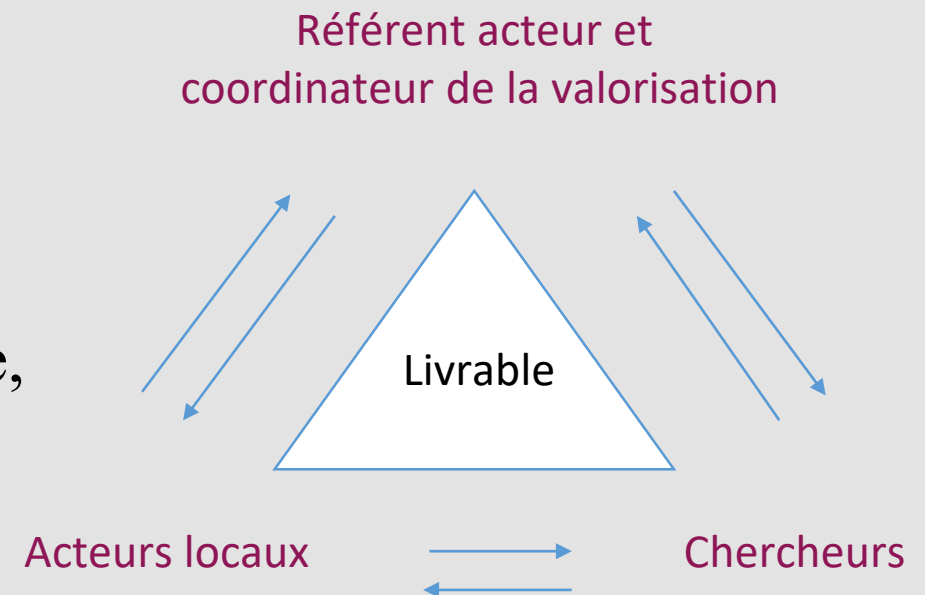 Référent acteur et
coordinateur de la valorisation
e,
Livrable
Acteurs locaux
Chercheurs